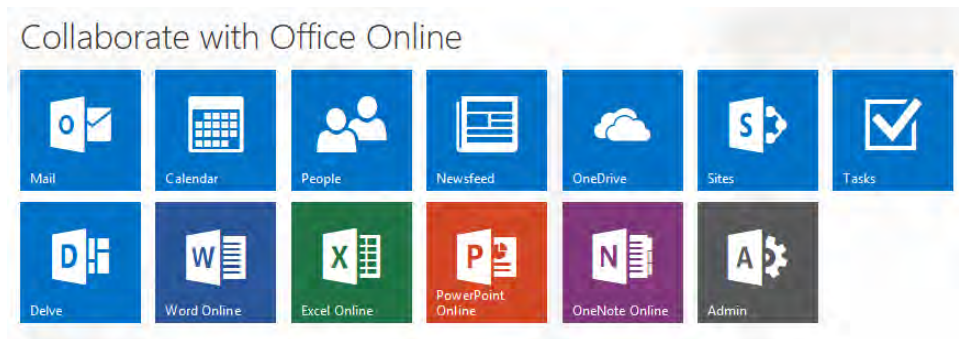 Collaborate with Office Online
O
S
Mail
Calendar
People
Newsfeed
OneDrive
Sites
Tasks
D
W
X
P
N
A
Delve
Word Online
Excel Online
PowerPoint
Online
OneNote Online
Admin